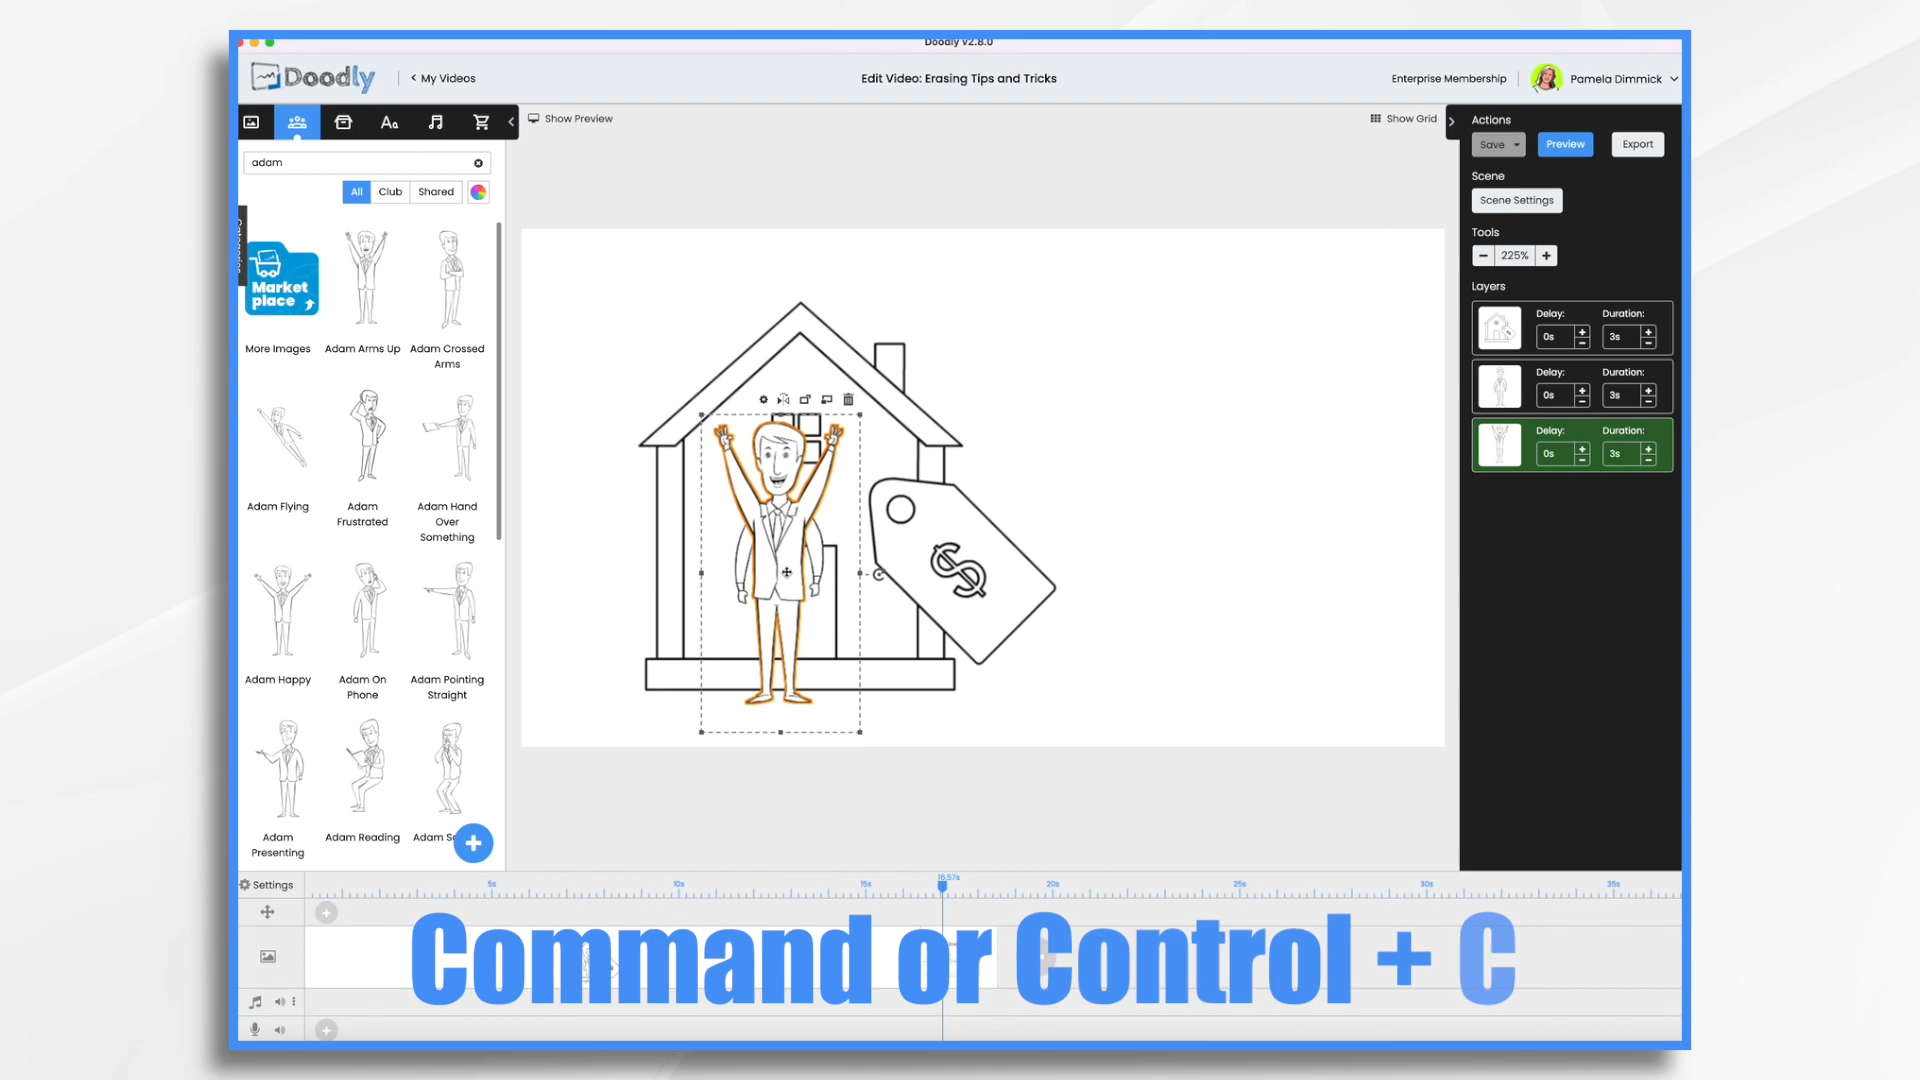 Doodly v2.8.0
Doodly
< My Videos
Edit Video: Erasing Tips and Tricks
Enterprise Membership
Pamela Dimmick
Aa
Show Preview
Show Grid
Actions
Save
Preview
Export
adam
All
Club
Shared
Scene
Scene Settings
Tools
225%
Layers
Delay:
Duration:
0s
3s
Delay:
Duration:
0s
3s
Delay:
Duration:
0s
3s
Market
place
More Images
Adam Arms Up
Adam Crossed
Arms
Adam Flying
Adam
Frustrated
Adam Hand
Over
Something
Adam Happy
Adam On
Phone
Adam Pointing
Straight
Adam
Presenting
Adam Reading
Adam
$
Settings
5s
10s
15s
16.57s
20s
25s
30s
35s
Command or Control + C